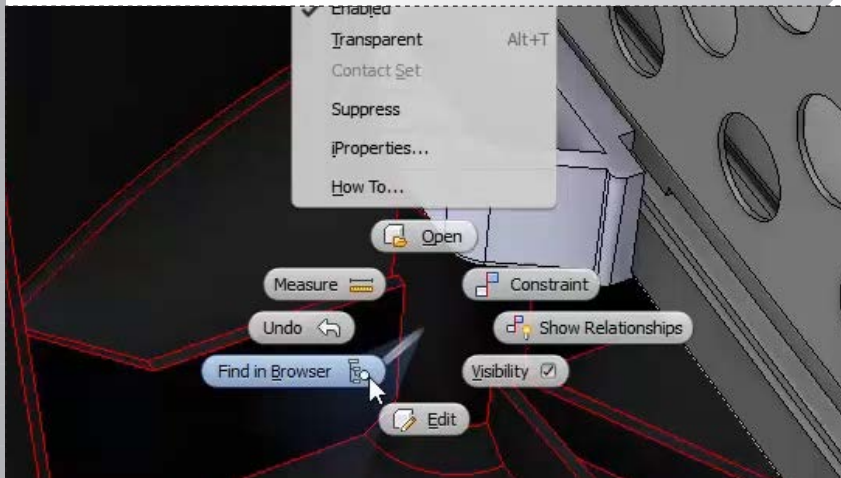 Enabled
Transparent Alt+T
Contact Set
Suppress
iProperties...
How To...
Open
Measure
Constraint
Undo
Show Relationships
Find in Browser
Visibility
Edit